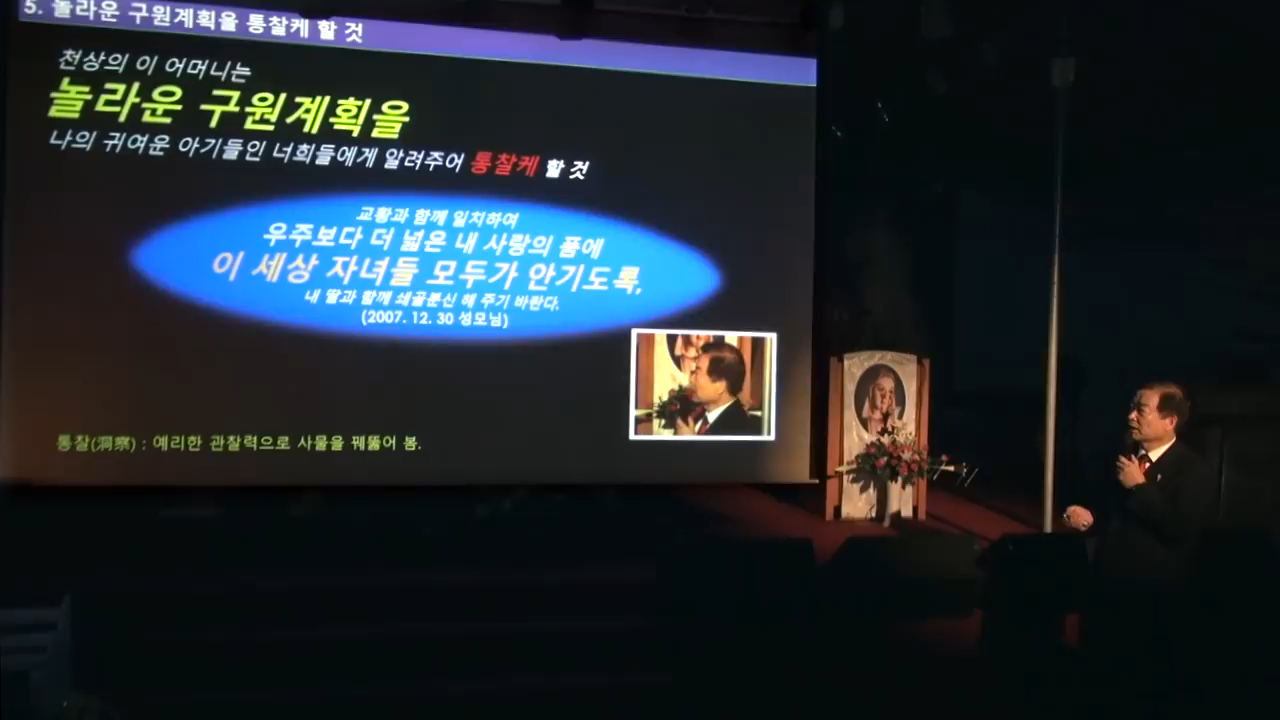 5. 놀라운 구원계획을 통찰케 할 것
천상의 이 어머니는
놀라운 구원계획을
나의 귀여운 아기들인 너희들에게 알려주어 통찰케 할 것
교황과 함께 일치하여
우주보다 더 넓은 내 사랑의 품에
이 세상 자녀들 모두가 안기도록,
내 딸과 함께 쇄골분신 해 주기 바란다.
(2007. 12. 30 성모님)
통찰(洞察) : 예리한 관찰력으로 사물을 꿰뚫어 봄.